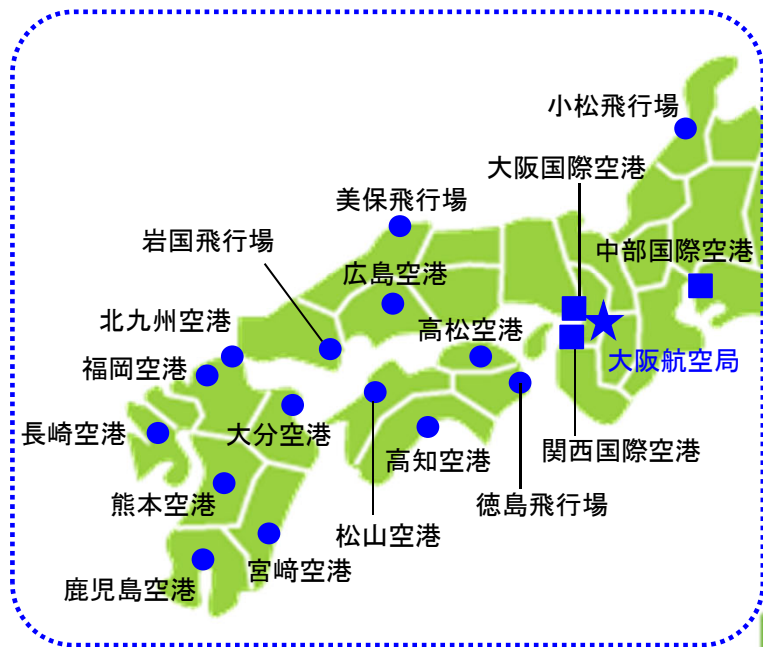 小松飛行場
大阪国際空港
美保飛行場
岩国飛行場
中部国際空港
広島空港
北九州空港
高松空港
福岡空港
大阪航空局
長崎空港
大分空港
高知空港
関西国際空港
熊本空港
徳島飛行場
松山空港
宮﨑空港
鹿児島空港